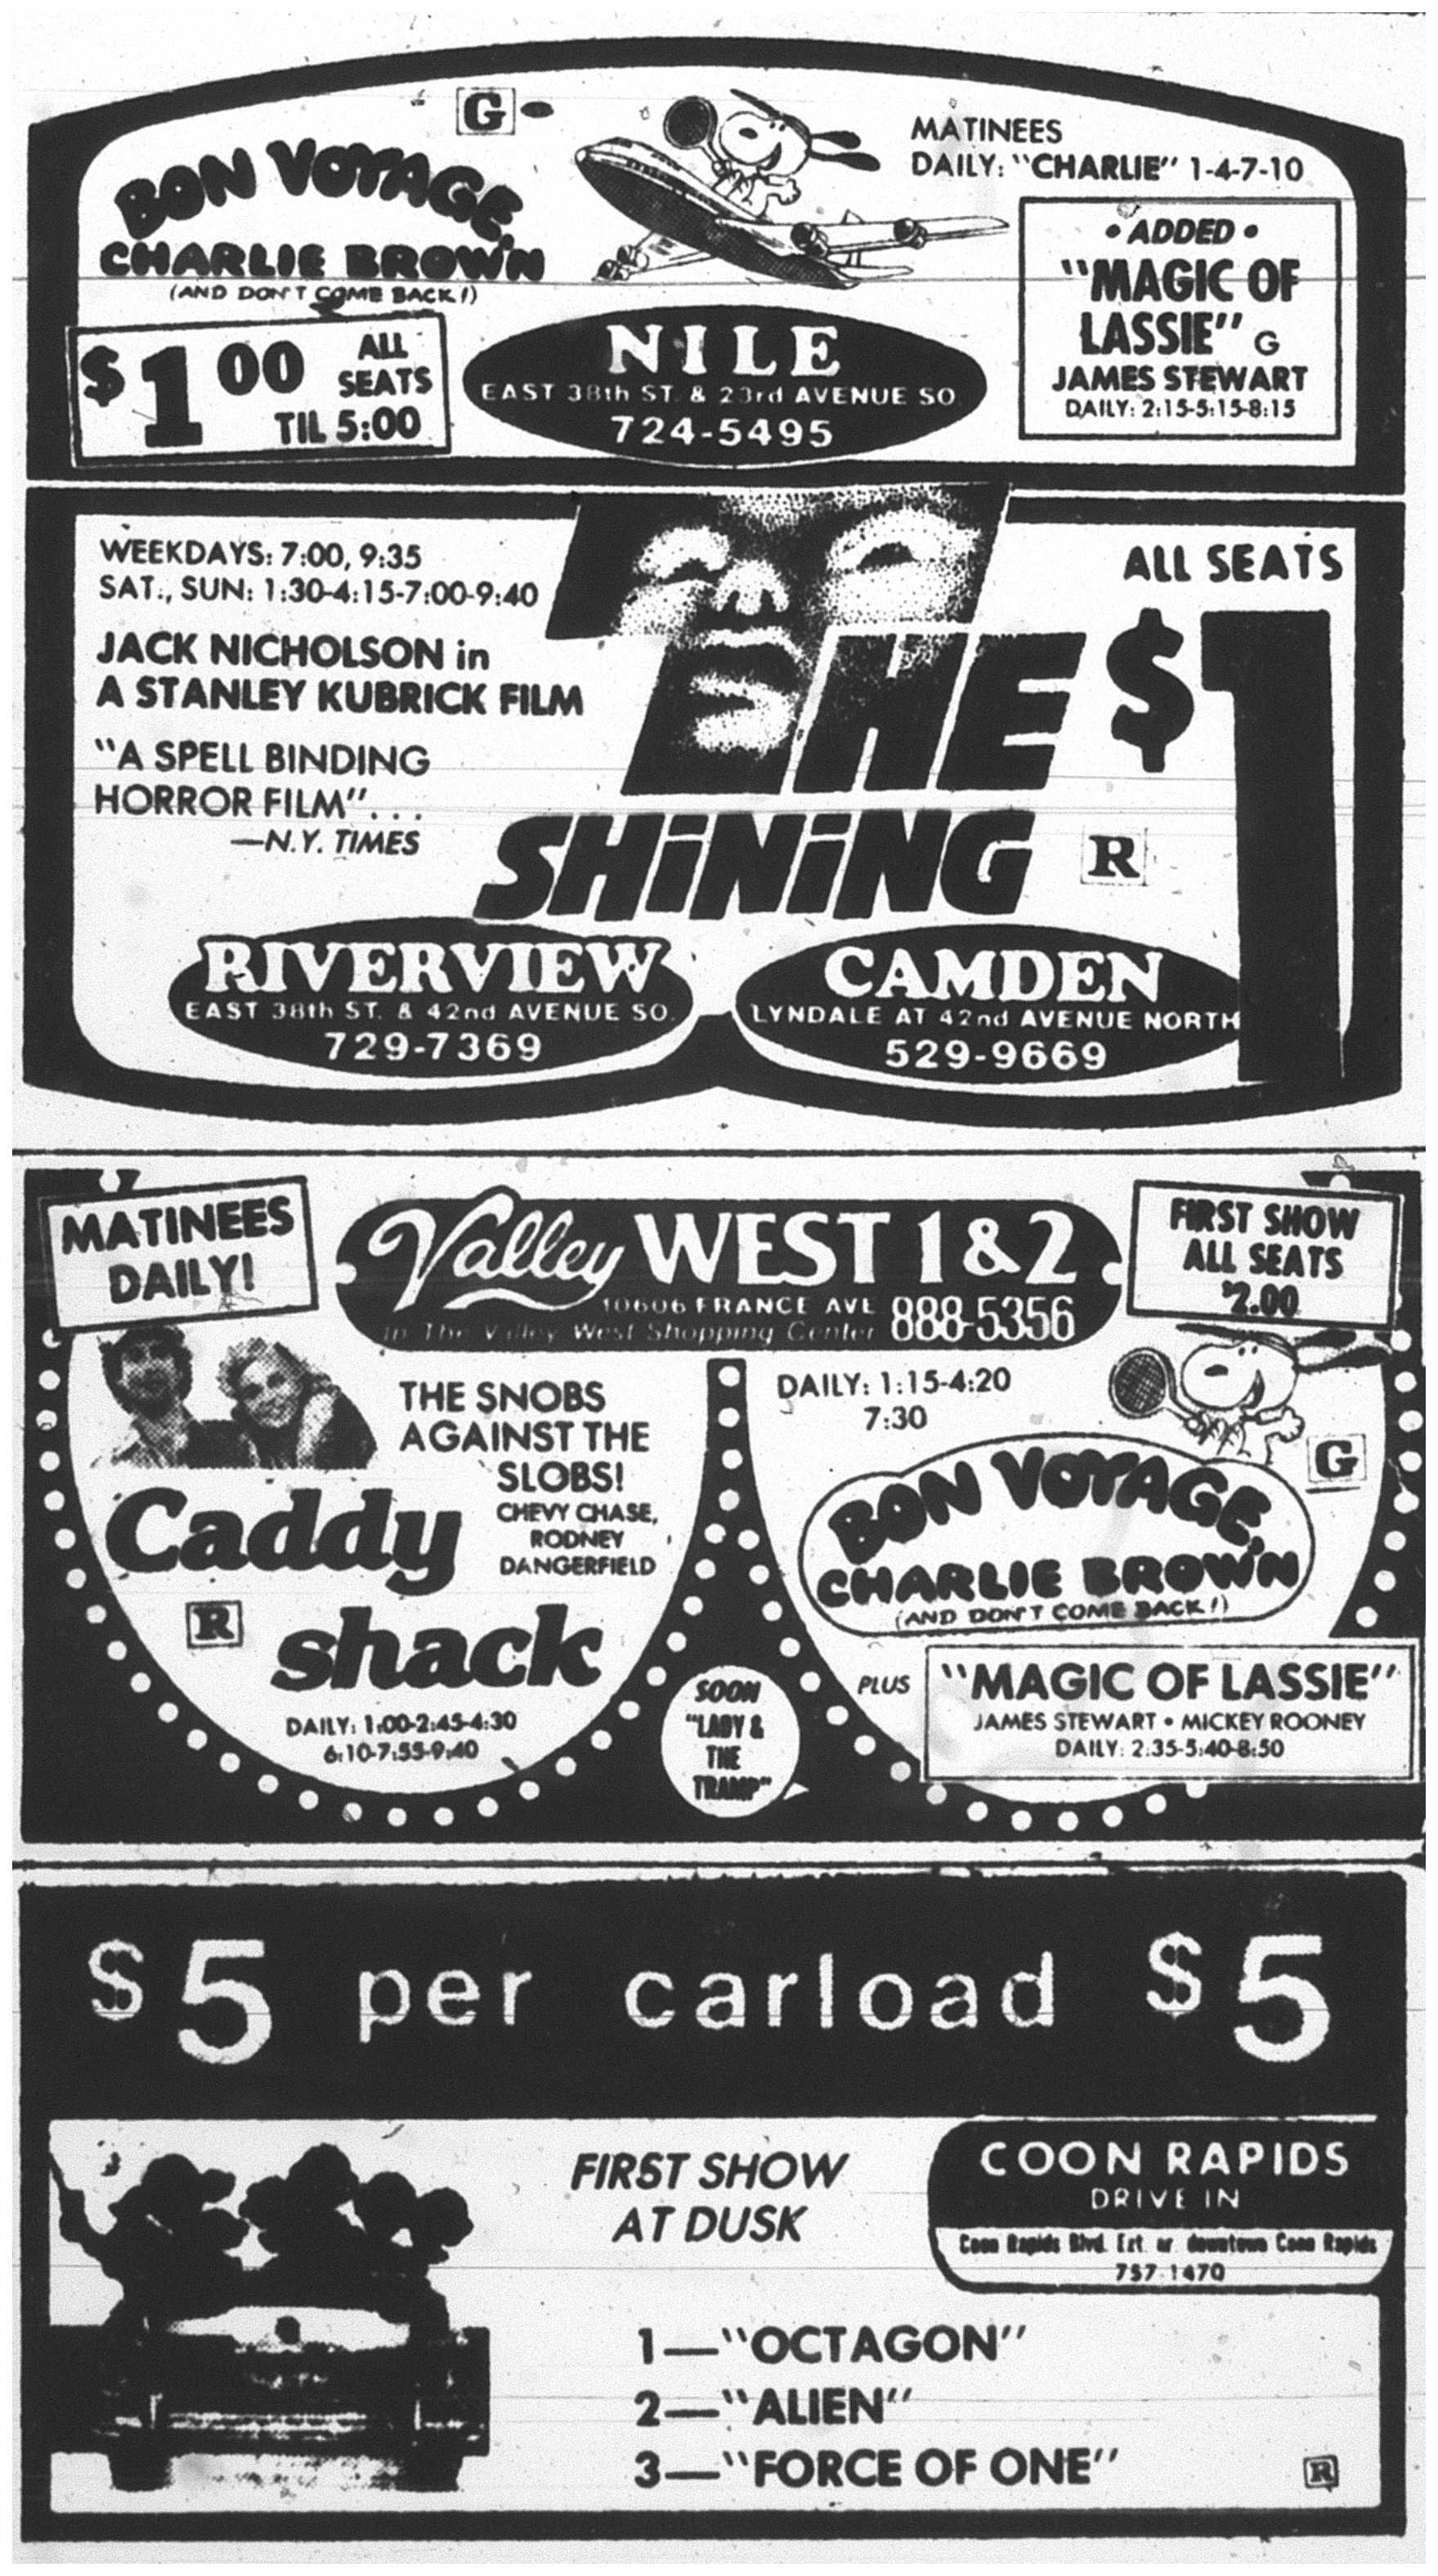 G
BON VOYAGE,
CHARLIE BROWN
(AND DON'T COME BACK!)
MATINEES
DAILY: "CHARLIE" 1-4-7-10
• ADDED •
"MAGIC OF
LASSIE" G
JAMES STEWART
DAILY: 2:15-5:15-8:15
$1 00 ALL
SEATS
TIL 5:00
NILE
EAST 38th ST. & 23rd AVENUE SO.
724-5495
WEEKDAYS: 7:00, 9:35
SAT., SUN: 1:30-4:15-7:00-9:40
JACK NICHOLSON in
A STANLEY KUBRICK FILM
"A SPELL BINDING
HORROR FILM"...
—N.Y. TIMES
THE
SHiNiNG
R
ALL SEATS
$1
RIVERVIEW
EAST 38th ST. & 42nd AVENUE SO.
729-7369
CAMDEN
LYNDALE AT 42nd AVENUE NORTH
529-9669
MATINEES
DAILY!
Valley WEST 1 & 2
10606 FRANCE AVE 888-5356
in The Valley West Shopping Center
FIRST SHOW
ALL SEATS
$2.00
THE SNOBS
AGAINST THE
SLOBS!
CHEVY CHASE,
RODNEY
DANGERFIELD
Caddy
shack
R
DAILY: 1:00-2:45-4:30
6:10-7:55-9:40
SOON
"LADY &
THE
TRAMP"
DAILY: 1:15-4:20
7:30
G
BON VOYAGE,
CHARLIE BROWN
(AND DON'T COME BACK!)
PLUS
"MAGIC OF LASSIE"
JAMES STEWART • MICKEY ROONEY
DAILY: 2:35-5:40-8:50
$5 per carload $5
FIRST SHOW
AT DUSK
COON RAPIDS
DRIVE IN
Coon Rapids Blvd. Ext. nr. downtown Coon Rapids
757-1470
1—"OCTAGON"
2—"ALIEN"
3—"FORCE OF ONE"
R